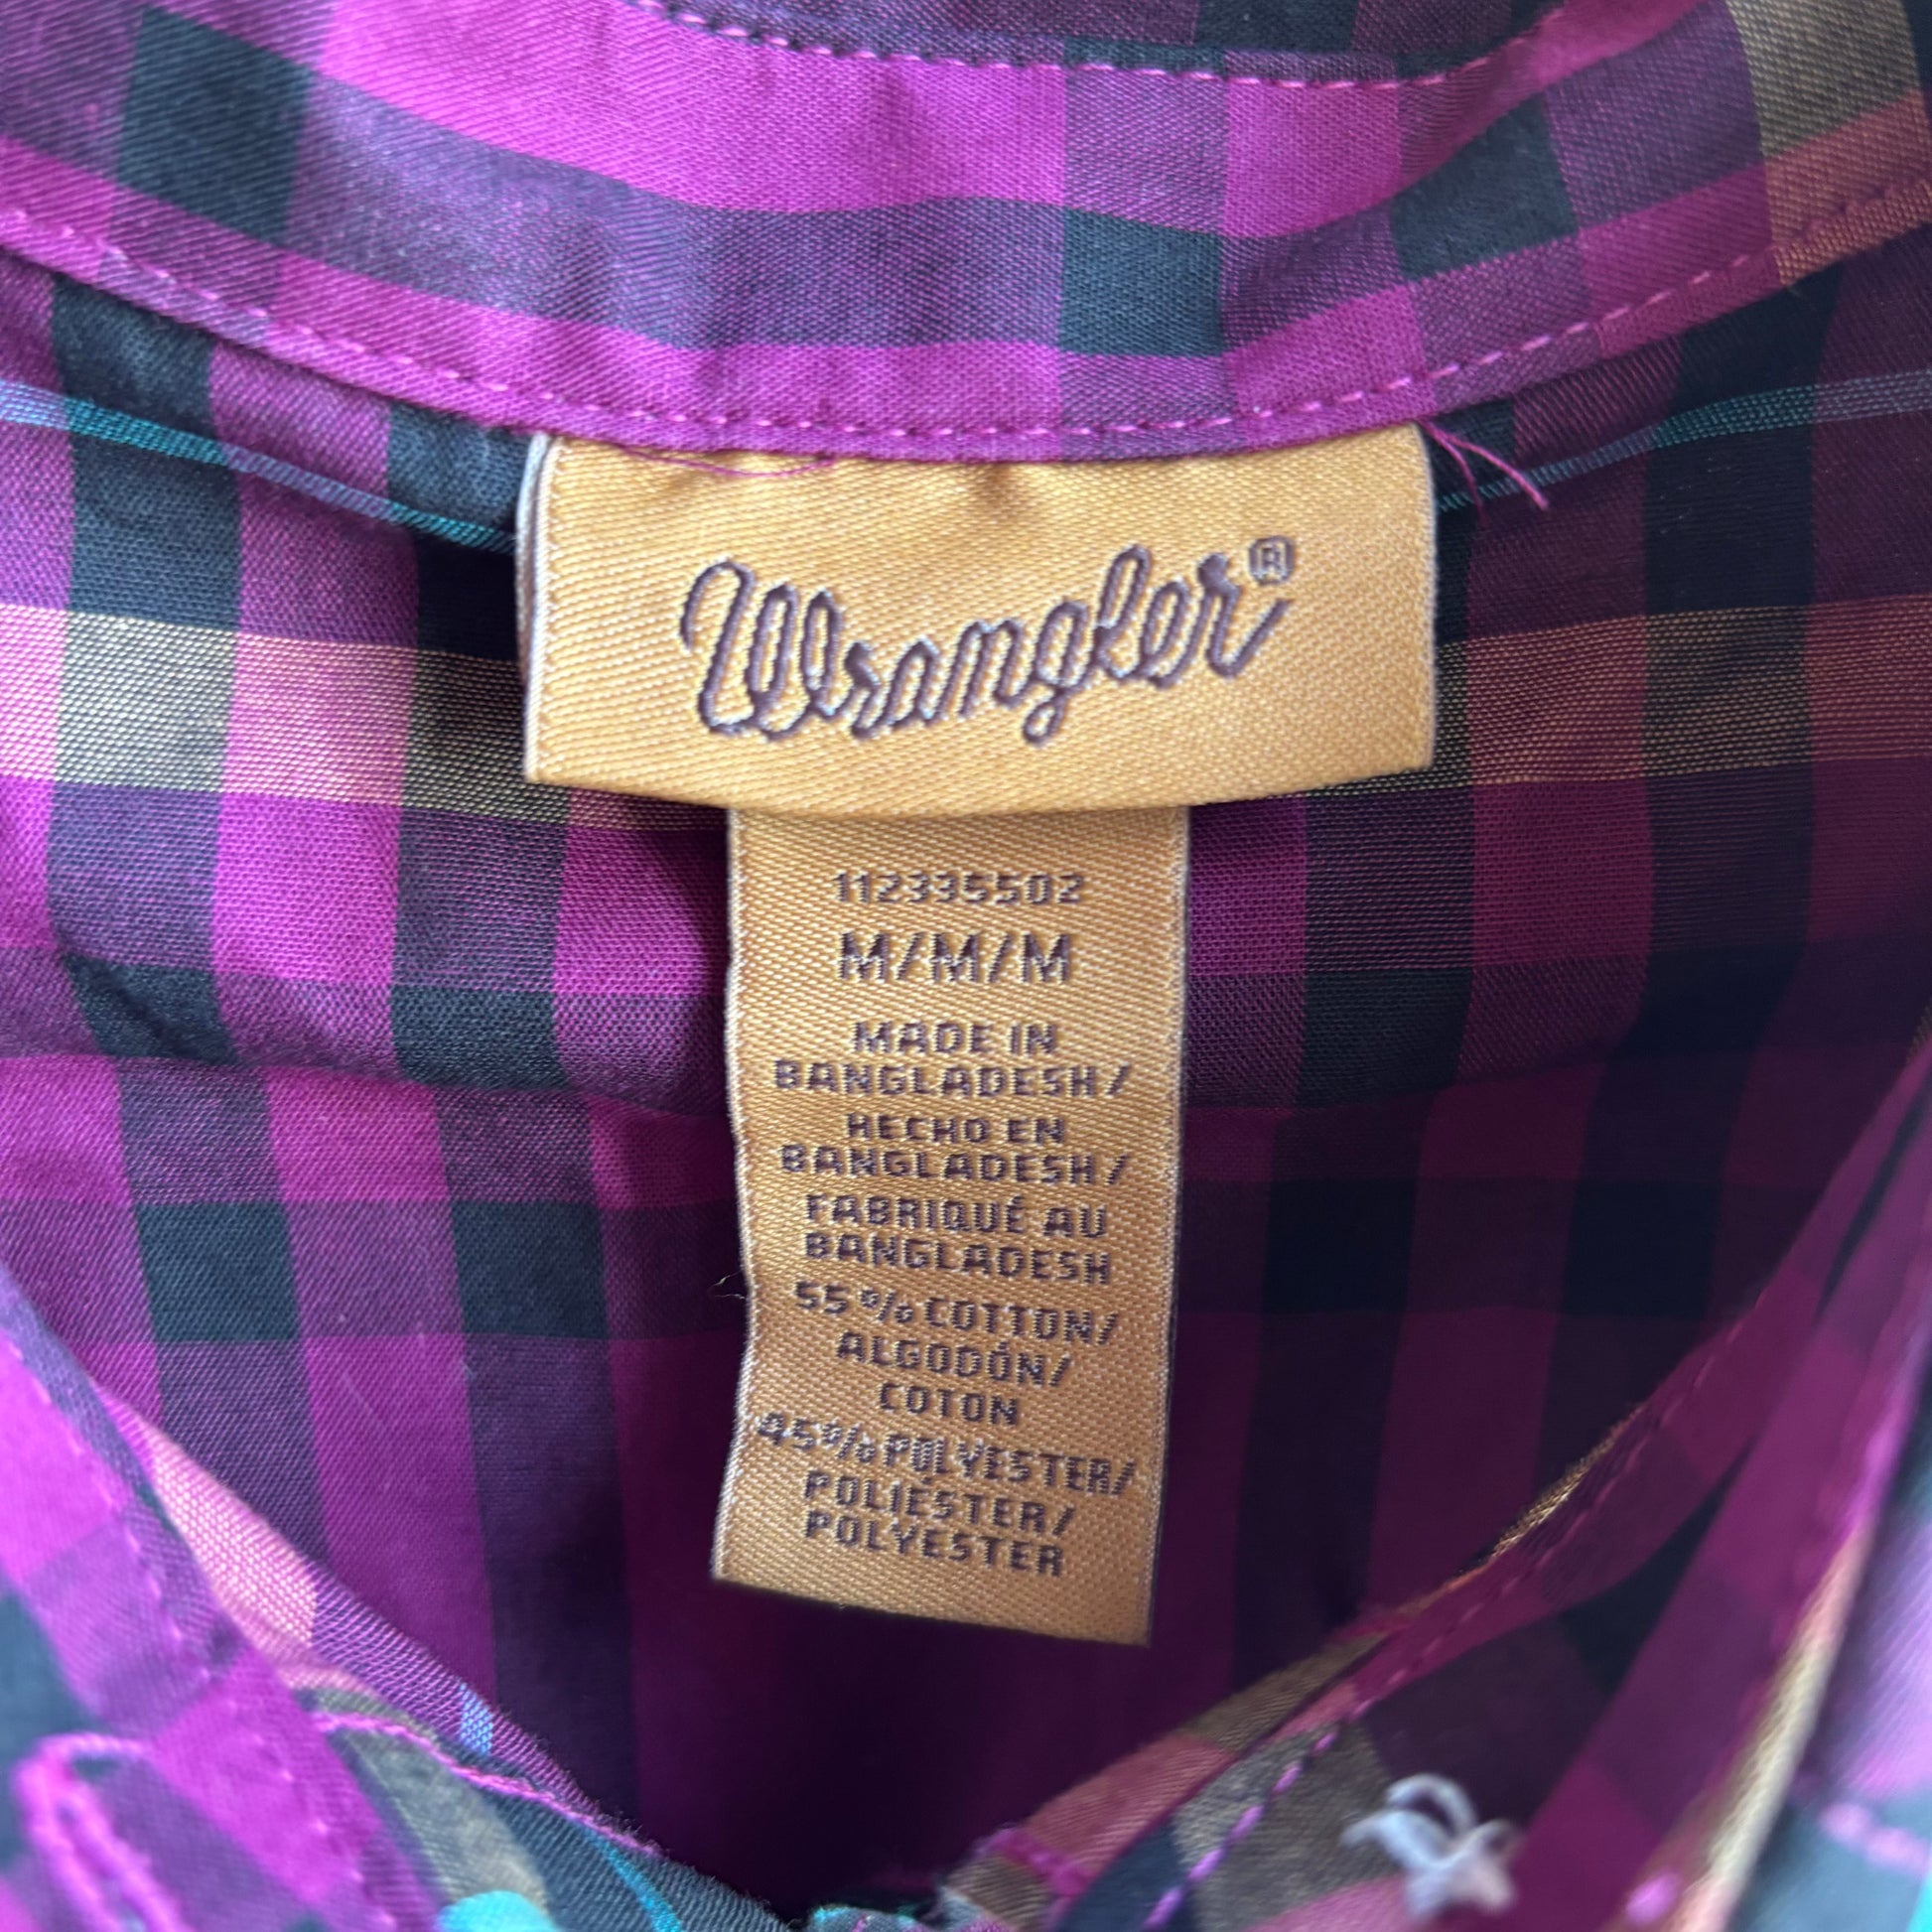 Wrangler®
112335502
M/M/M
MADE IN
BANGLADESH/
HECHO EN
BANGLADESH/
FABRIQUÉ AU
BANGLADESH
55% COTTON/
ALGODÓN/
COTON
45% POLYESTER/
POLIÉSTER/
POLYESTER